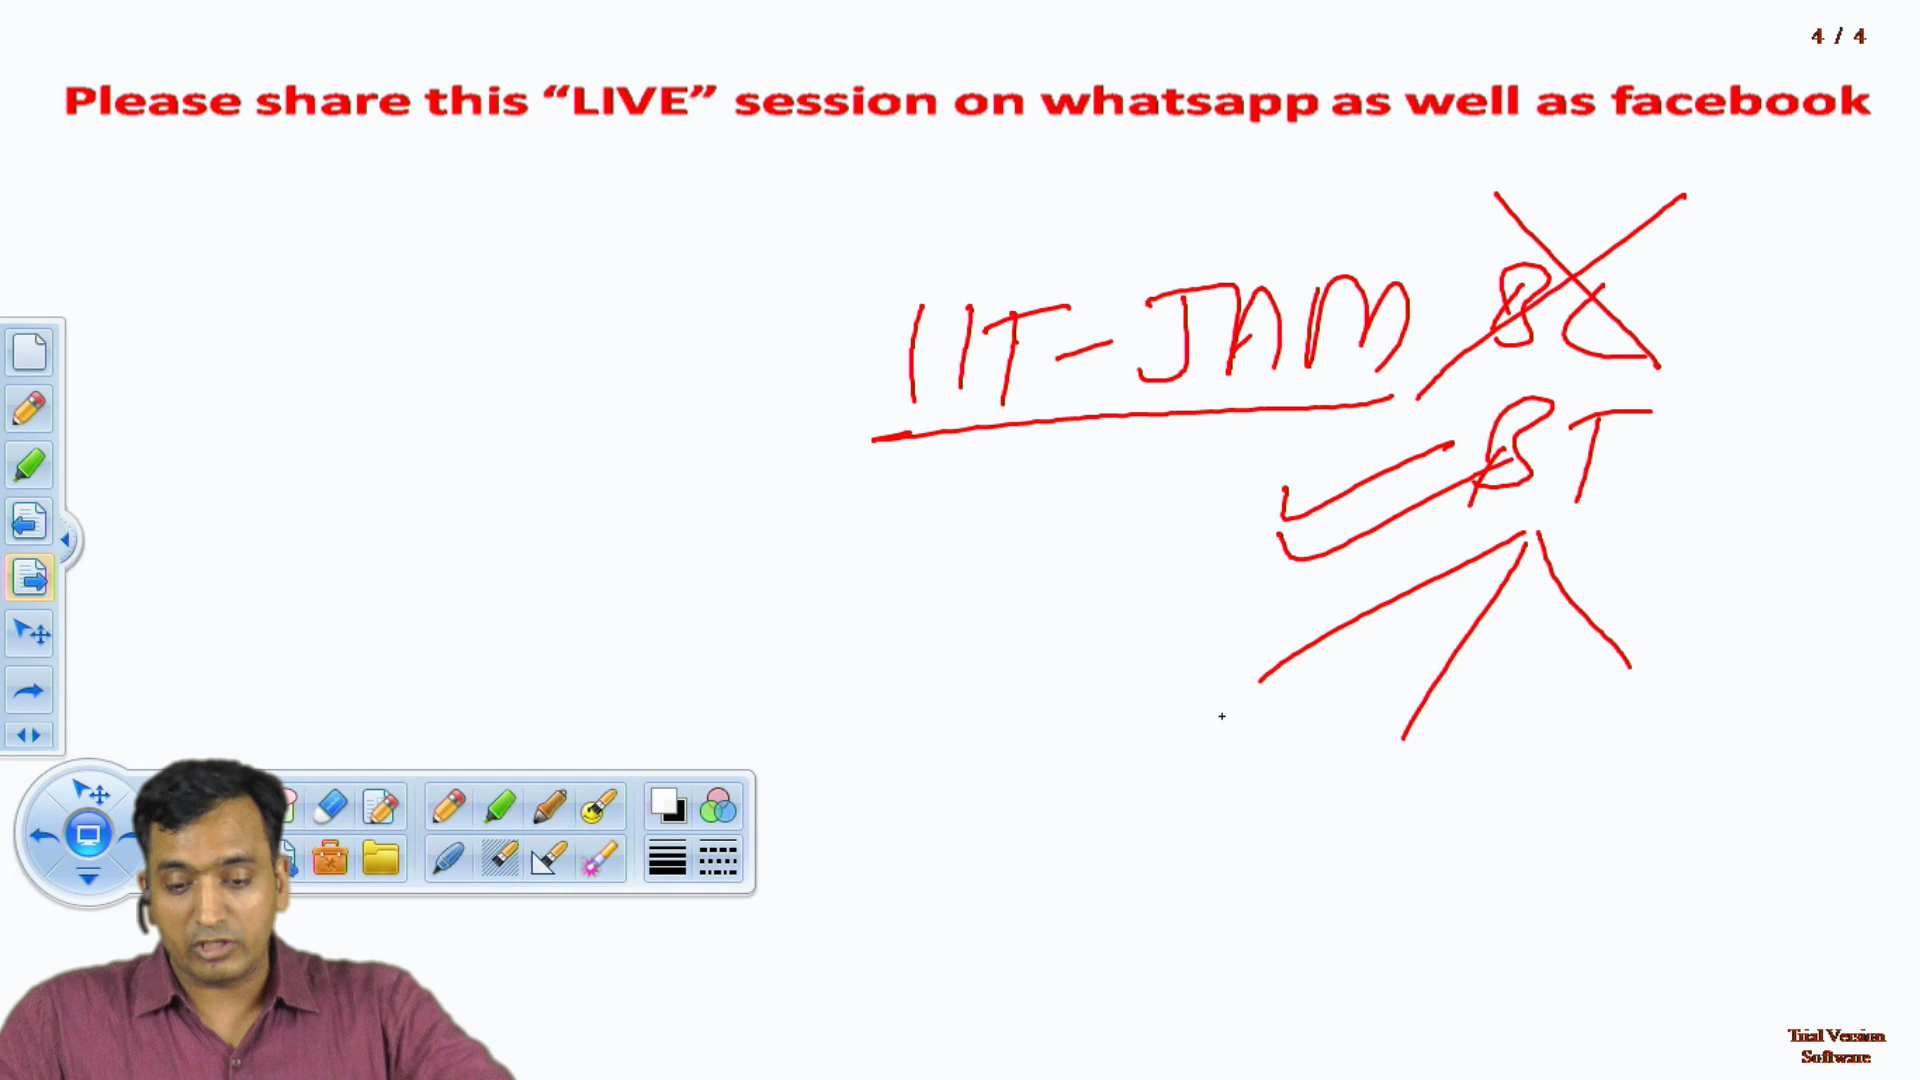 4 / 4
Please share this “LIVE” session on whatsapp as well as facebook
IIT-JAM BL
BT
Trial Version
Software